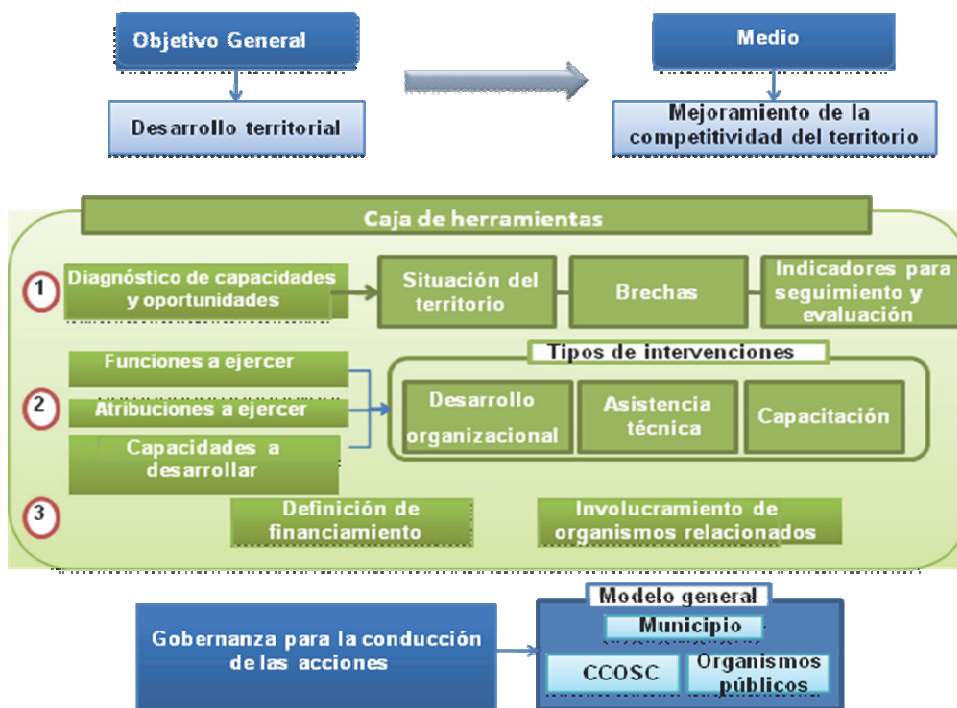 Objetivo General
Medio
Desarrollo territorial
Mejoramiento de la
competitividad del territorio
Caja de herramientas
1
Diagnóstico de capacidades
y oportunidades
Situación del
territorio
Brechas
Indicadores para
seguimiento y
evaluación
2
Funciones a ejercer
Atribuciones a ejercer
Capacidades a
desarrollar
Tipos de intervenciones
Desarrollo
organizacional
Asistencia
técnica
Capacitación
3
Definición de
financiamiento
Involucramiento de
organismos relacionados
Gobernanza para la conducción
de las acciones
Modelo general
Municipio
CCOSC
Organismos
públicos